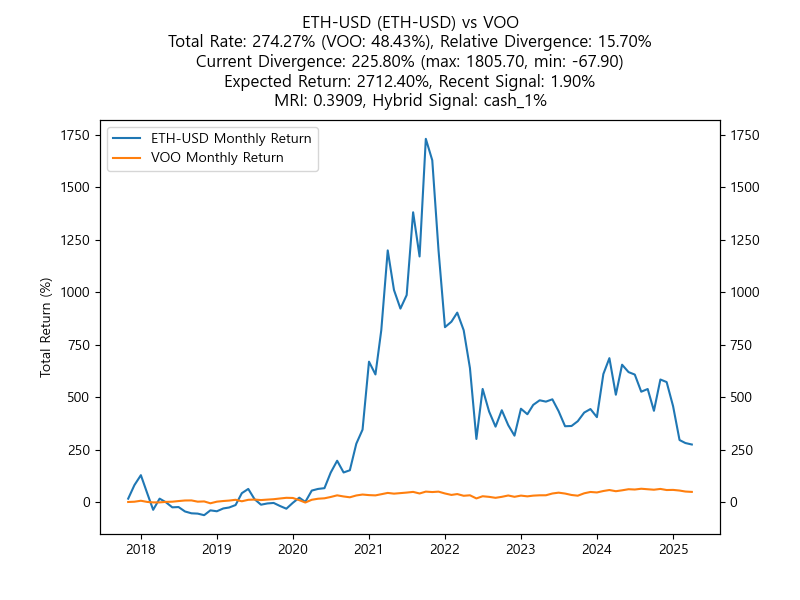 ETH-USD (ETH-USD) vs VOO
Total Rate: 274.27% (VOO: 48.43%), Relative Divergence: 15.70%
Current Divergence: 225.80% (max: 1805.70, min: -67.90)
Expected Return: 2712.40%, Recent Signal: 1.90%
MRI: 0.3909, Hybrid Signal: cash_1%
ETH-USD Monthly Return
VOO Monthly Return
Total Return (%)
1750
1500
1250
1000
750
500
250
0
1750
1500
1250
1000
750
500
250
0
2018 2019 2020 2021 2022 2023 2024 2025